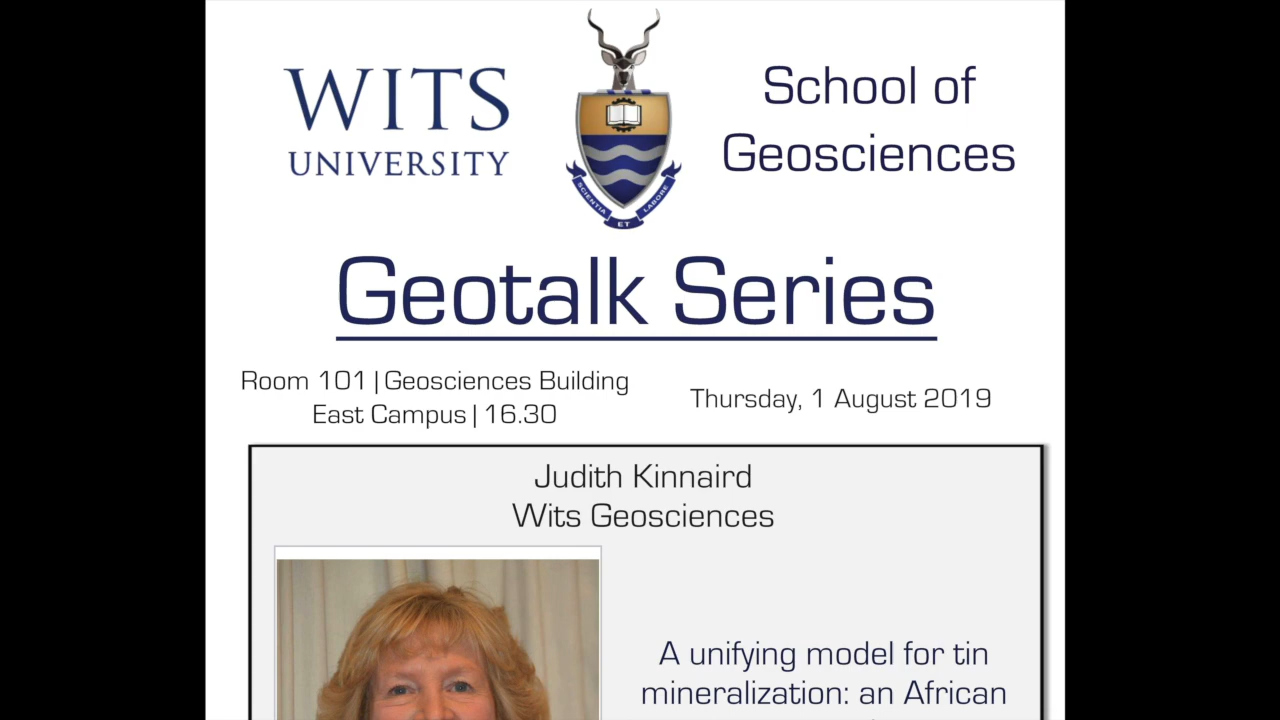 WITS
UNIVERSITY
SCIENTIA
ET
LABORE
School of
Geosciences
Geotalk Series
Room 101 | Geosciences Building
East Campus | 16.30
Thursday, 1 August 2019
Judith Kinnaird
Wits Geosciences
A unifying model for tin
mineralization: an African